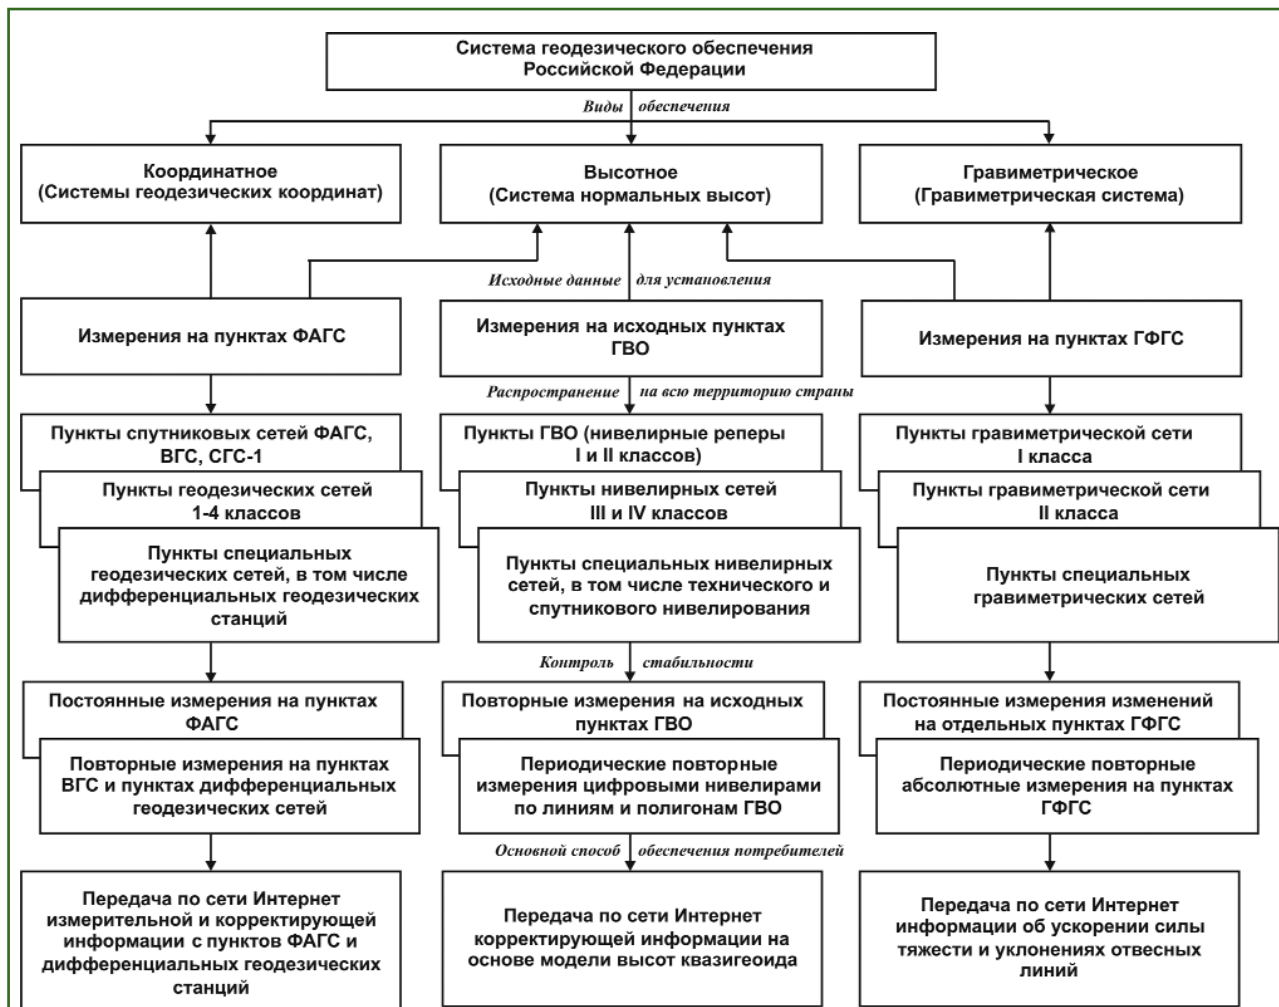 Система геодезического обеспечения
Российской Федерации
Виды обеспечения
Координатное
(Системы геодезических координат)
Высотное
(Система нормальных высот)
Гравиметрическое
(Гравиметрическая система)
Исходные данные для установления
Измерения на пунктах ФАГС
Измерения на исходных пунктах
ГВО
Измерения на пунктах ГФГС
Распространение на всю территорию страны
Пункты спутниковых сетей ФАГС,
ВГС, СГС-1
Пункты геодезических сетей
1-4 классов
Пункты специальных
геодезических сетей, в том числе
дифференциальных геодезических
станций
Пункты ГВО (нивелирные реперы
I и II классов)
Пункты нивелирных сетей
III и IV классов
Пункты специальных нивелирных
сетей, в том числе технического и
спутникового нивелирования
Пункты гравиметрической сети
I класса
Пункты гравиметрической сети
II класса
Пункты специальных
гравиметрических сетей
Контроль стабильности
Постоянные измерения на пунктах
ФАГС
Повторные измерения на пунктах
ВГС и пунктах дифференциальных
геодезических сетей
Повторные измерения на исходных
пунктах ГВО
Периодические повторные
измерения цифровыми нивелирами
по линиям и полигонам ГВО
Постоянные измерения изменений
на отдельных пунктах ГФГС
Периодические повторные
абсолютные измерения на пунктах
ГФГС
Основной способ обеспечения потребителей
Передача по сети Интернет
измерительной и корректирующей
информации с пунктов ФАГС и
дифференциальных геодезических
станций
Передача по сети Интернет
корректирующей информации на
основе модели высот квазигеоида
Передача по сети Интернет
информации об ускорении силы
тяжести и уклонениях отвесных
линий